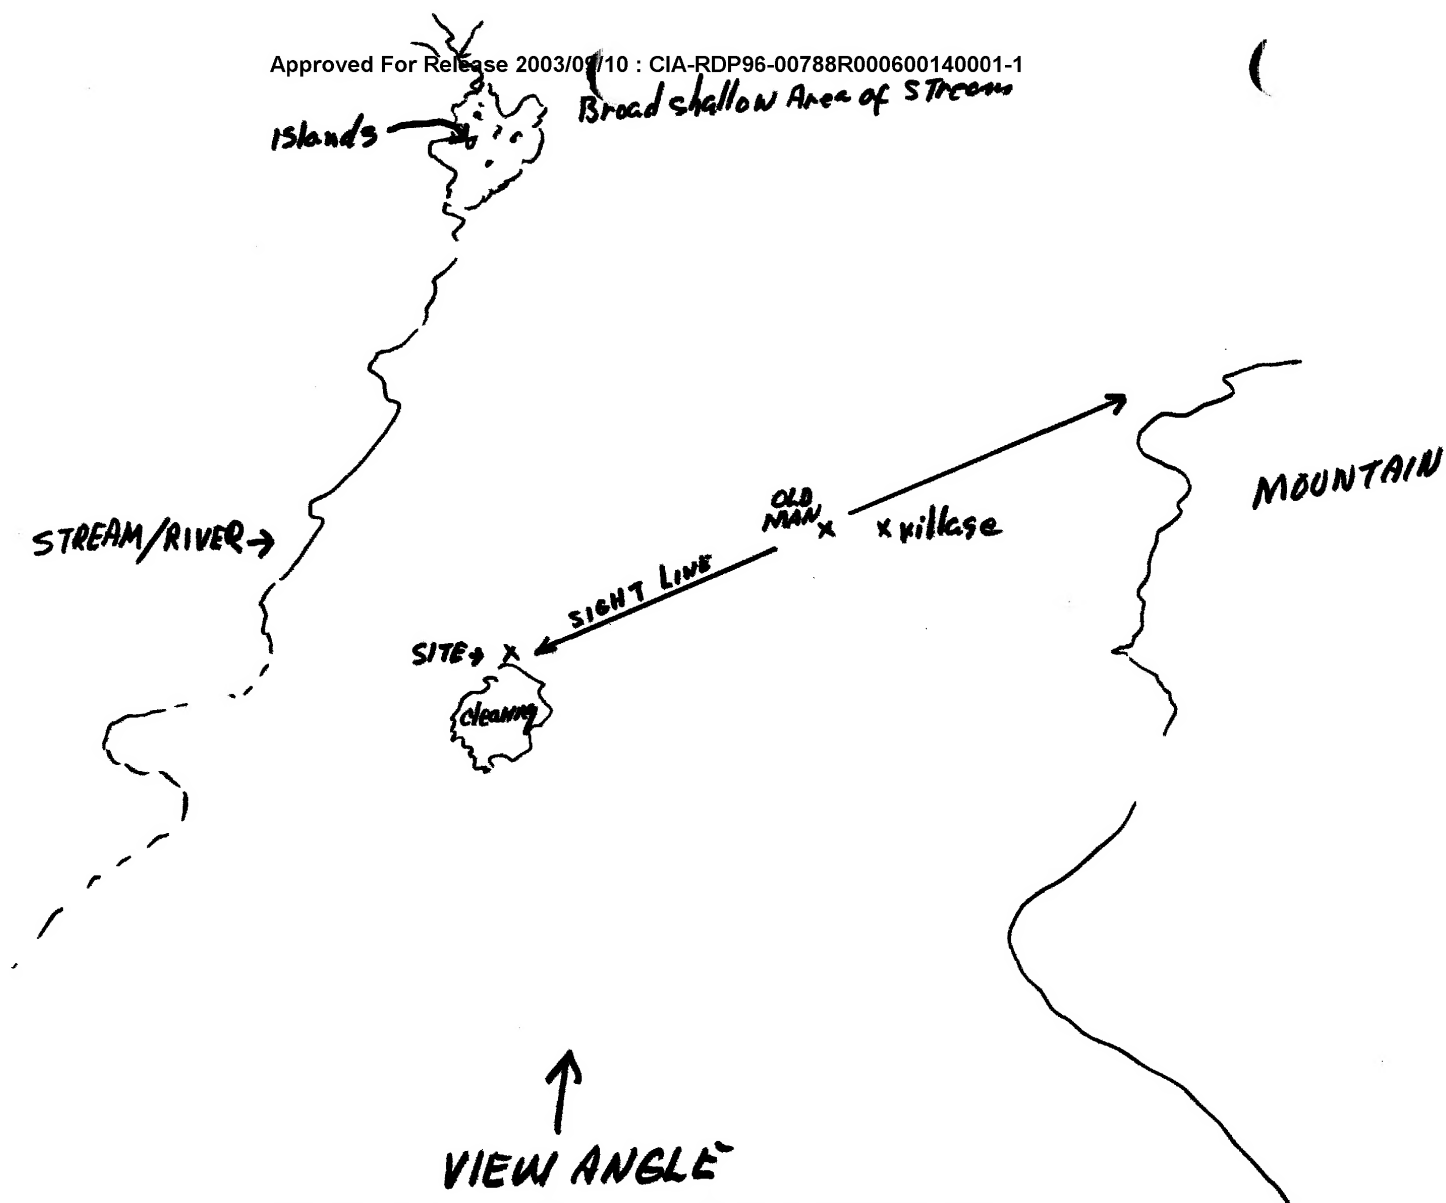 Approved For Release 2003/09/10 : CIA-RDP96-00788R000600140001-1
Broad shallow Area of STream
Islands
MOUNTAIN
OLD
MAN x
x village
STREAM/RIVER→
SIGHT LINE
SITE→ x
clearing
VIEW ANGLE